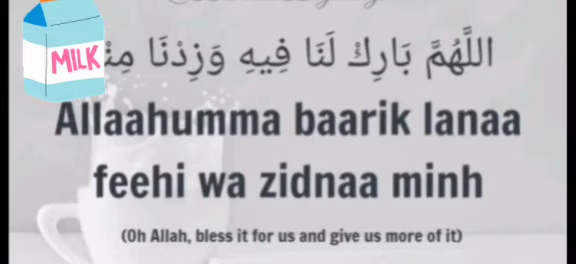 MILK
اللَّهُمَّ بَارِكْ لَنَا فِيهِ وَزِدْنَا
Allaahumma baarik lanaa
feehi wa zidnaa minh
(Oh Allah, bless it for us and give us more of it)